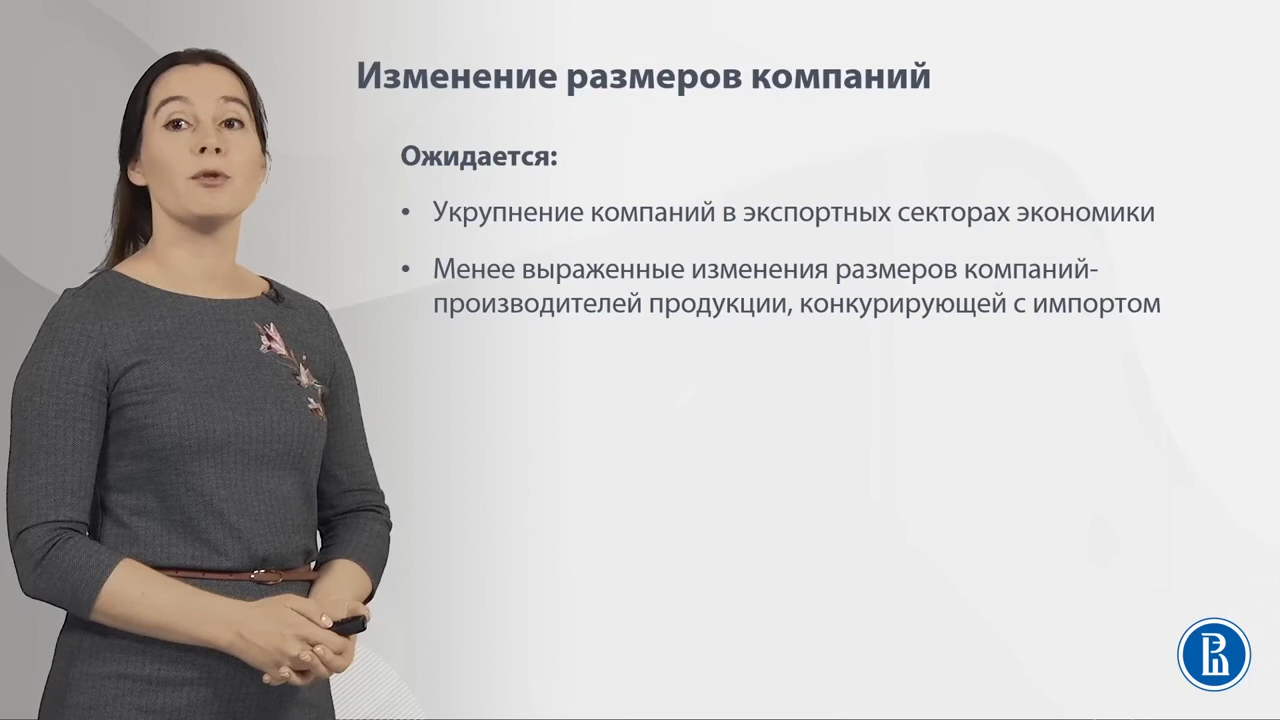 Изменение размеров компаний
Ожидается:
• Укрупнение компаний в экспортных секторах экономики
• Менее выраженные изменения размеров компаний-
производителей продукции, конкурирующей с импортом